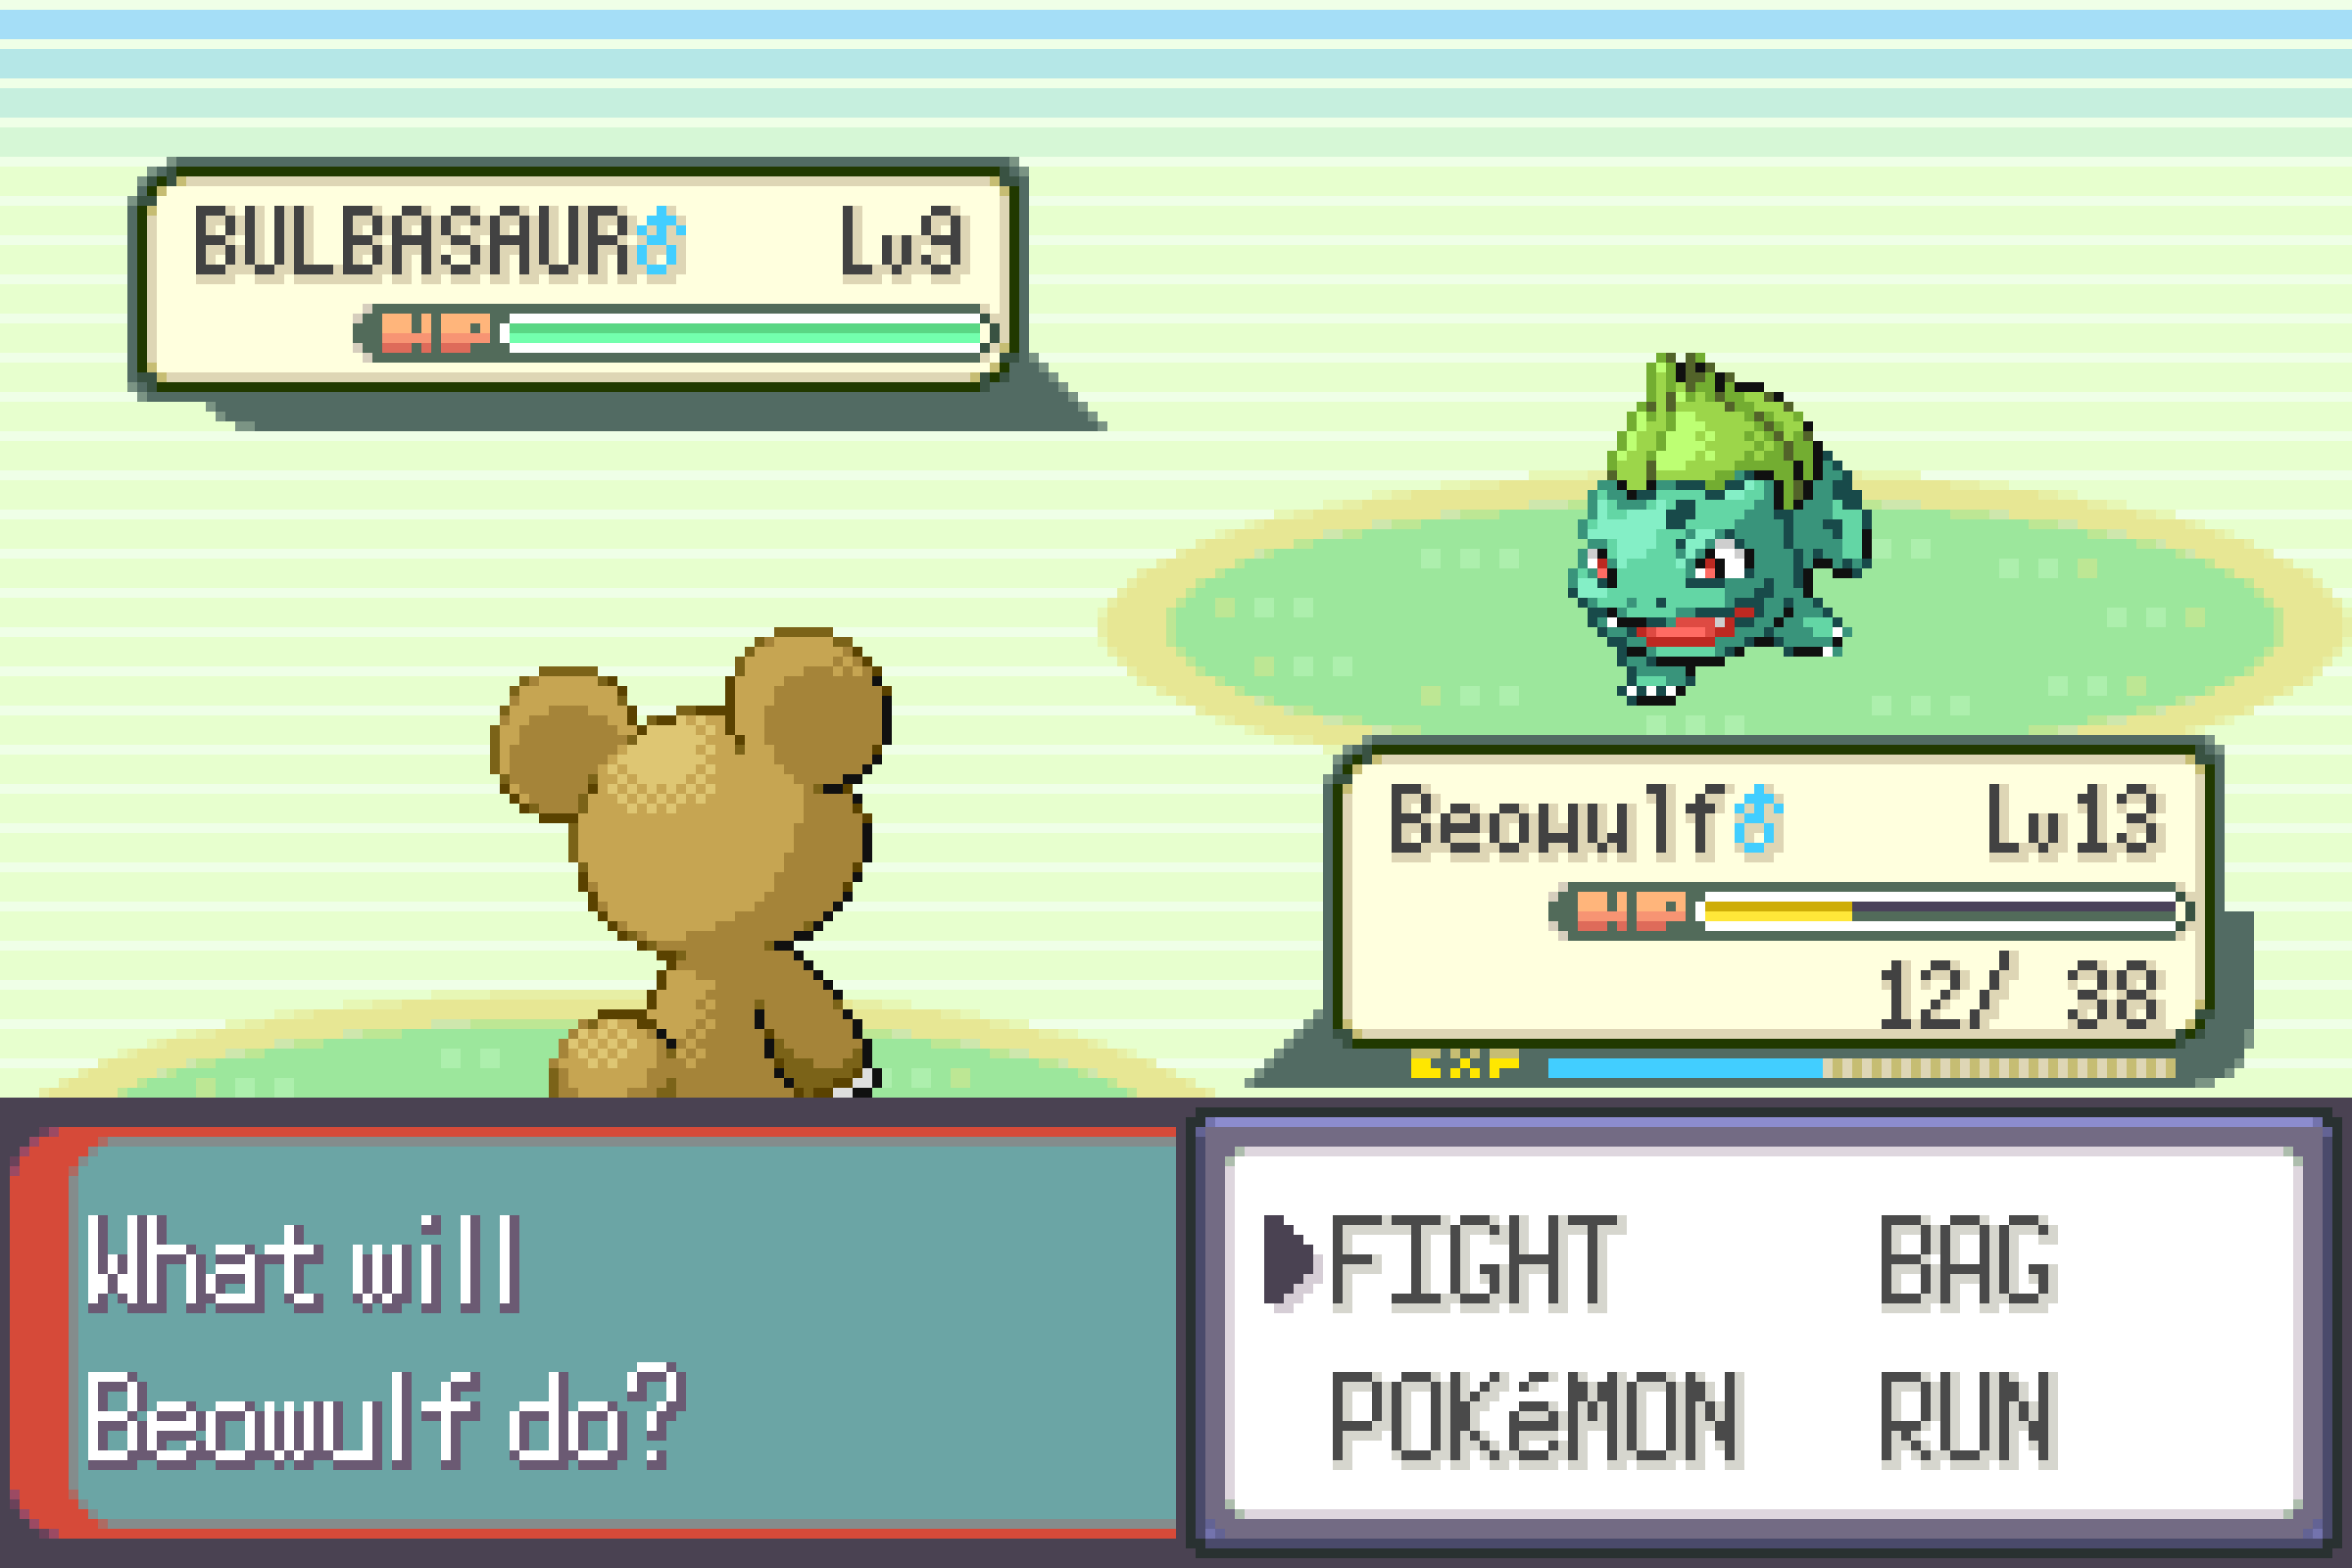 BULBASAUR♂ Lv9
HP
Beowulf♂ Lv13
HP
12/ 38
EXP
What will
Beowulf do?
▶FIGHT BAG
POKéMON RUN